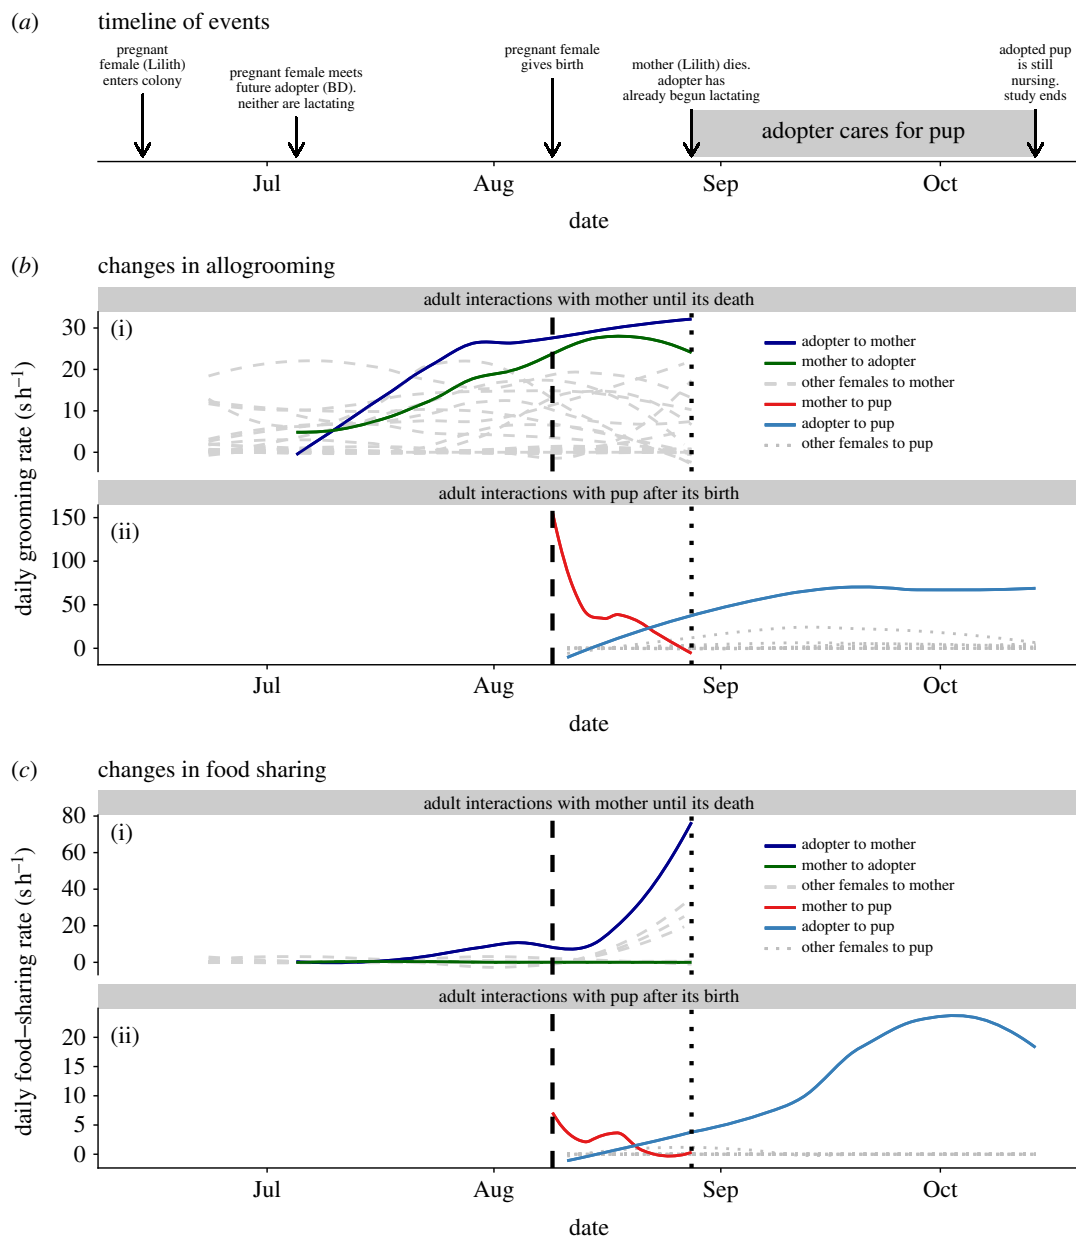 (a) timeline of events
pregnant
female (Lilith)
enters colony
pregnant female meets
future adopter (BD).
neither are lactating
pregnant female
gives birth
mother (Lilith) dies.
adopter has
already begun lactating
adopted pup
is still
nursing.
study ends
adopter cares for pup
Jul Aug Sep Oct
date
(b) changes in allogrooming
adult interactions with mother until its death
(i)
30
20
10
0
adopter to mother
mother to adopter
other females to mother
mother to pup
adopter to pup
other females to pup
daily grooming rate (s h⁻¹)
adult interactions with pup after its birth
(ii)
150
100
50
0
Jul Aug Sep Oct
date
(c) changes in food sharing
adult interactions with mother until its death
(i)
80
60
40
20
0
adopter to mother
mother to adopter
other females to mother
mother to pup
adopter to pup
other females to pup
daily food–sharing rate (s h⁻¹)
adult interactions with pup after its birth
(ii)
20
15
10
5
0
Jul Aug Sep Oct
date